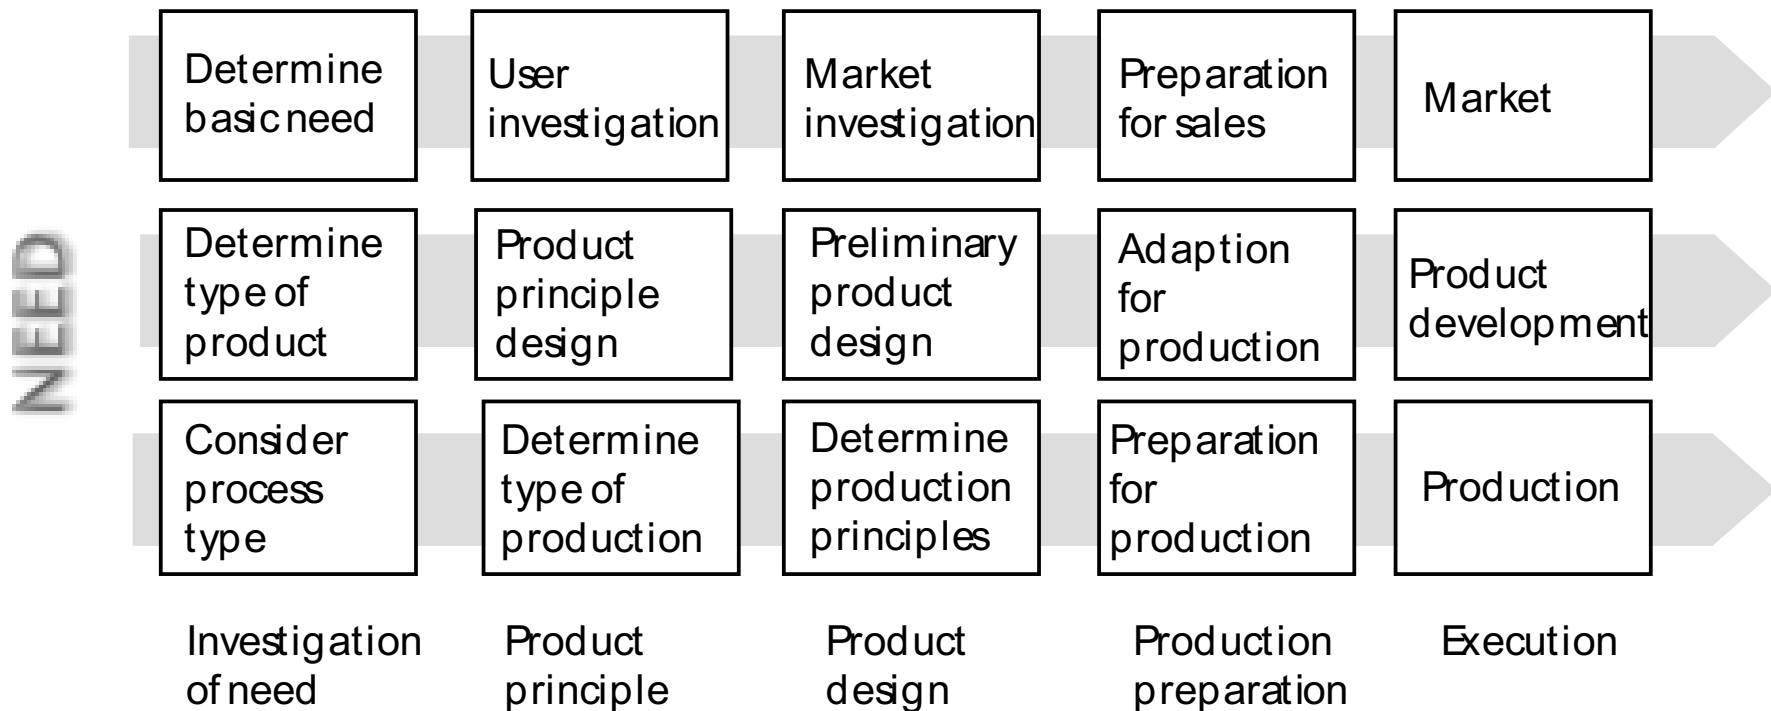 Determine
basic need
User
investigation
Market
investigation
Preparation
for sales
Market
NEED
Determine
type of
product
Product
principle
design
Preliminary
product
design
Adaption
for
production
Product
development
Consider
process
type
Determine
type of
production
Determine
production
principles
Preparation
for
production
Production
Investigation
of need
Product
principle
Product
design
Production
preparation
Execution